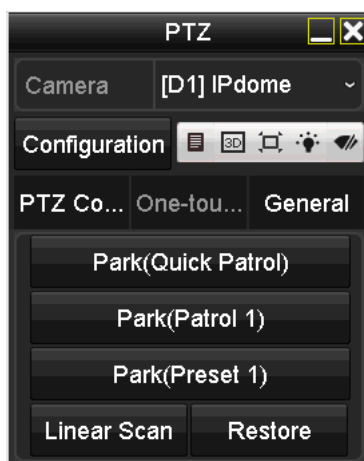 PTZ
Camera [D1] IPdome
Configuration 3D
PTZ Co... One-tou... General
Park(Quick Patrol)
Park(Patrol 1)
Park(Preset 1)
Linear Scan Restore